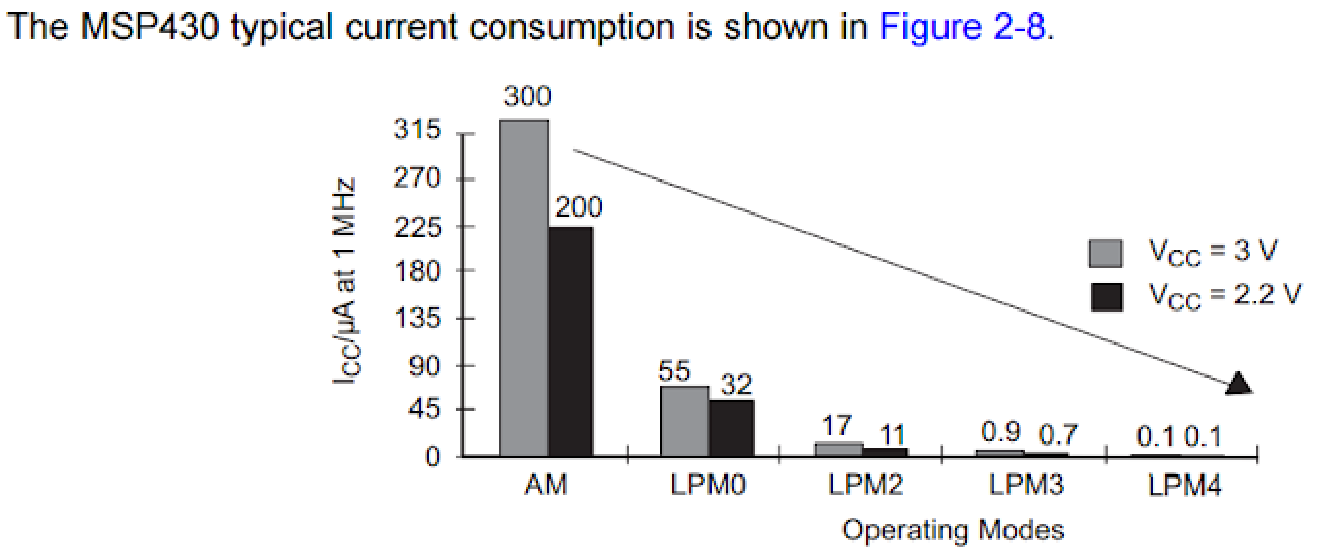 The MSP430 typical current consumption is shown in Figure 2-8.
300
315
270
200
225
VCC = 3 V
180
VCC = 2.2 V
135
ICC/µA at 1 MHz
90
55
32
45
17
11
0.9
0.7
0.1
0.1
0
AM
LPM0
LPM2
LPM3
LPM4
Operating Modes